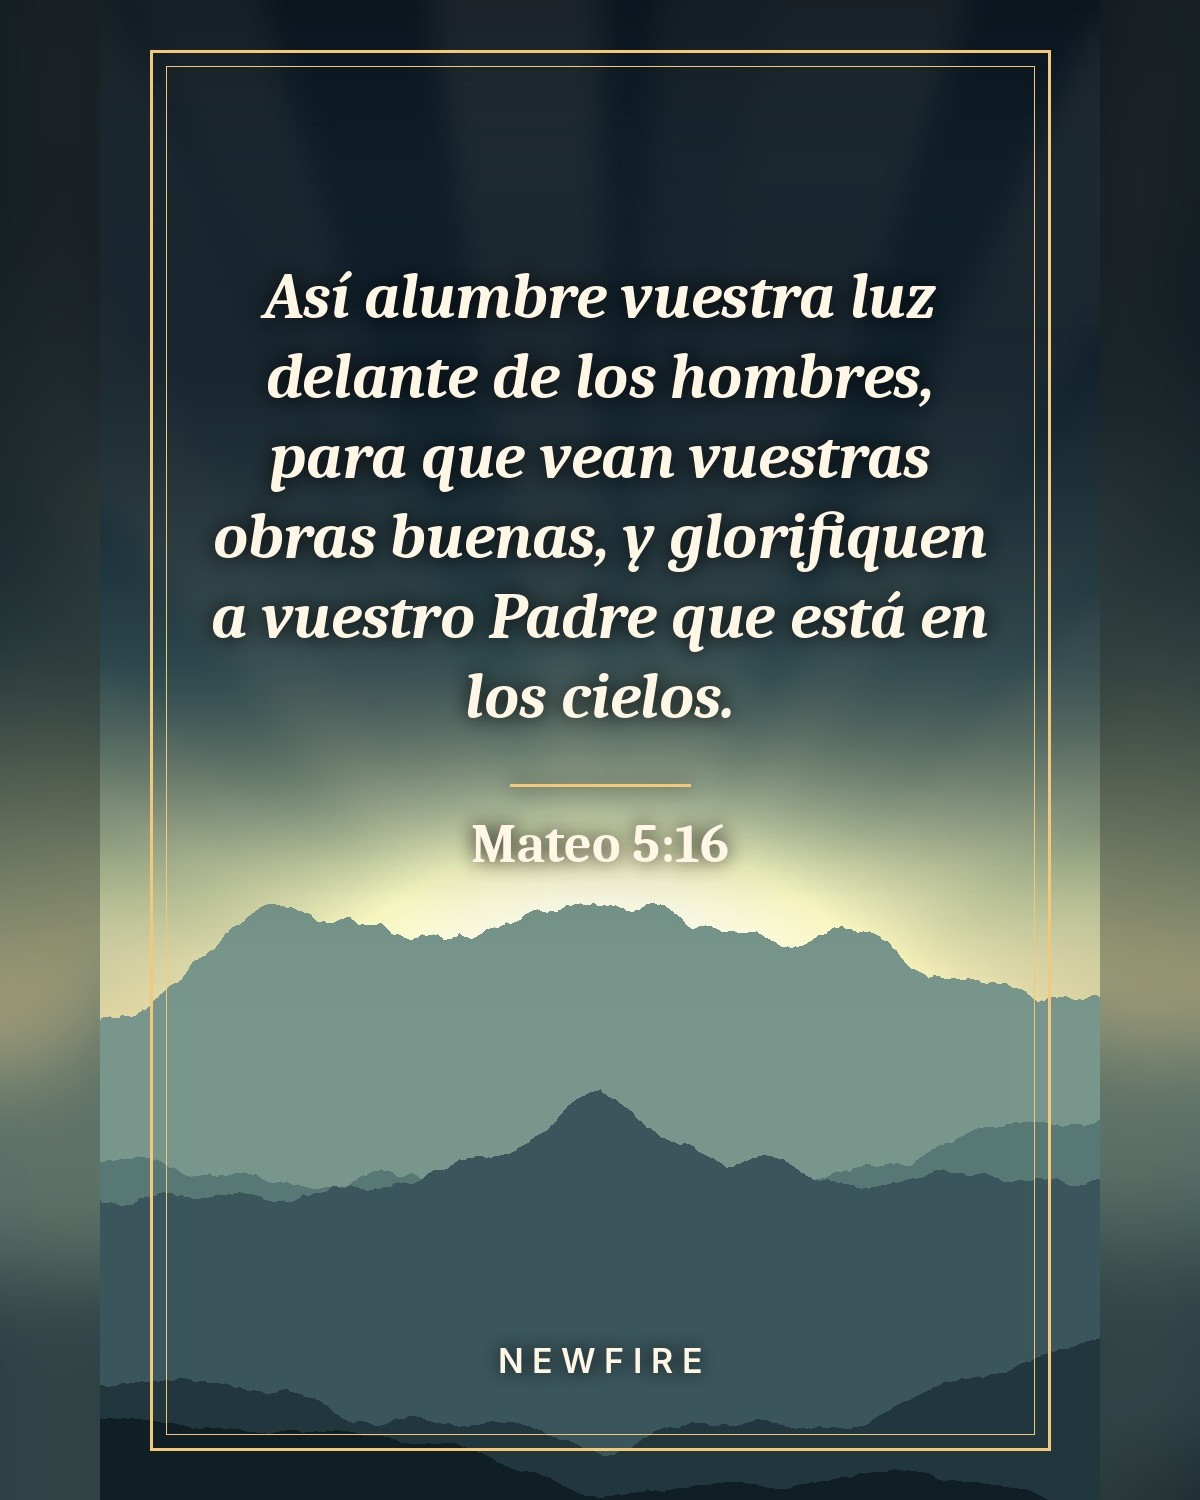 Así alumbre vuestra luz
delante de los hombres,
para que vean vuestras
obras buenas, y glorifiquen
a vuestro Padre que está en
los cielos.
Mateo 5:16
NEWFIRE